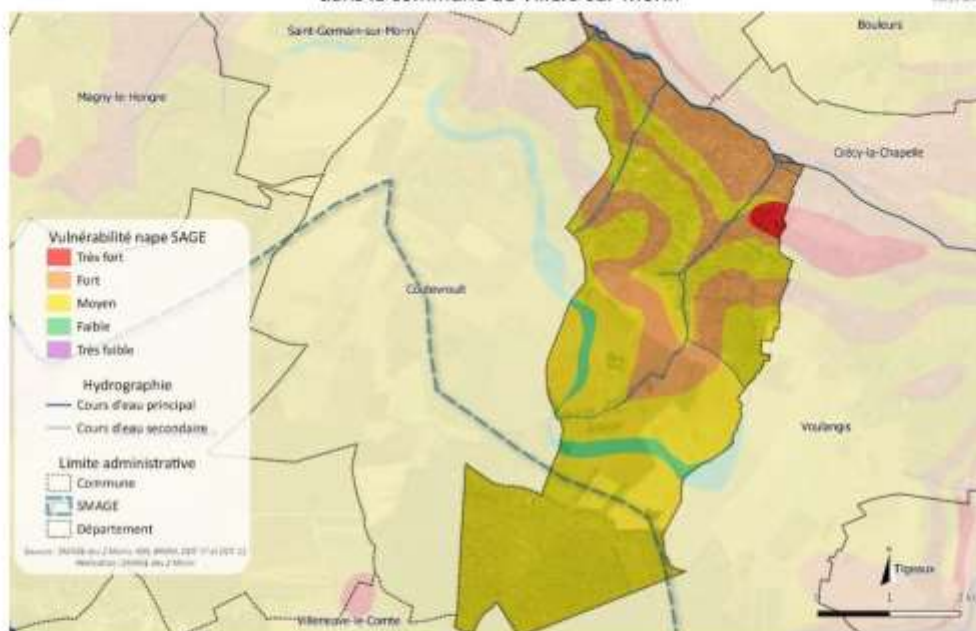 dans la commune de Villiers-sur-Morin
Saint-Germain-sur-Morin
Bouleurs
Magny-le-Hongre
Crécy-la-Chapelle
Vulnérabilité nape SAGE
Très fort
Fort
Moyen
Faible
Très faible
Coutevroult
Hydrographie
Cours d'eau principal
Cours d'eau secondaire
Voulangis
Limite administrative
Commune
SMAGE
Département
Tigeaux
1
Villeneuve-le-Comte